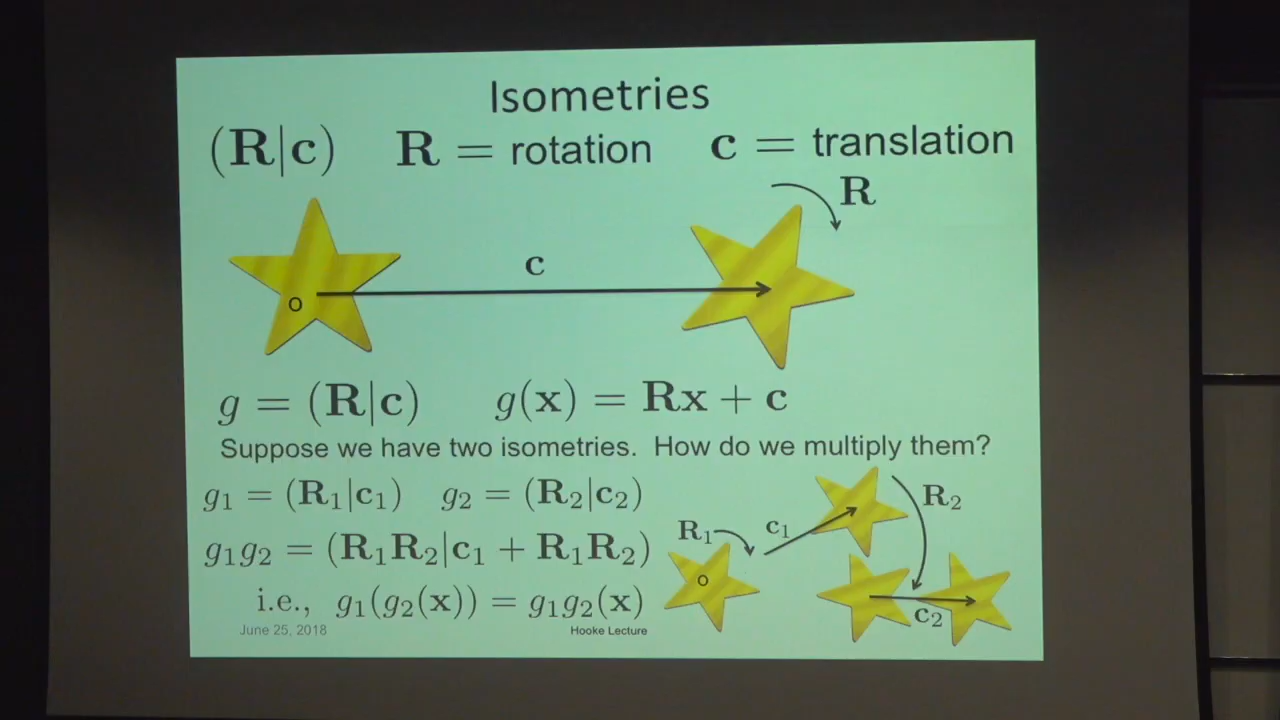 Isometries
(R|c) R = rotation c = translation
R
c
o
g = (R|c) g(x) = Rx + c
Suppose we have two isometries. How do we multiply them?
g₁ = (R₁|c₁) g₂ = (R₂|c₂)
g₁g₂ = (R₁R₂|c₁ + R₁R₂)
i.e., g₁(g₂(x)) = g₁g₂(x)
R₁ c₁ R₂
o
c₂
June 25, 2018 Hooke Lecture